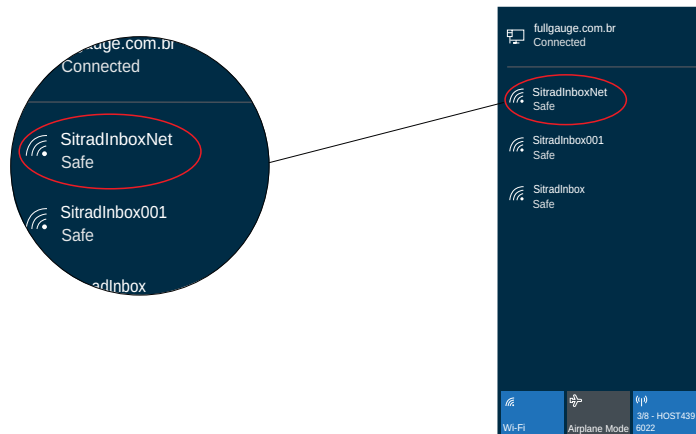 auge.com.br
Connected
SitradInboxNet
Safe
SitradInbox001
Safe
adInbox
fullgauge.com.br
Connected
SitradInboxNet
Safe
SitradInbox001
Safe
SitradInbox
Safe
Wi-Fi
Airplane Mode
3/8 - HOST439
6022